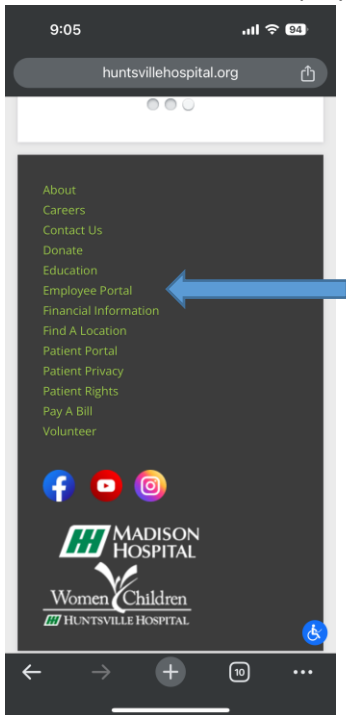 9:05
94
huntsvillehospital.org
About
Careers
Contact Us
Donate
Education
Employee Portal
Financial Information
Find A Location
Patient Portal
Patient Privacy
Patient Rights
Pay A Bill
Volunteer
MADISON
HOSPITAL
Women Children
HUNTSVILLE HOSPITAL
10